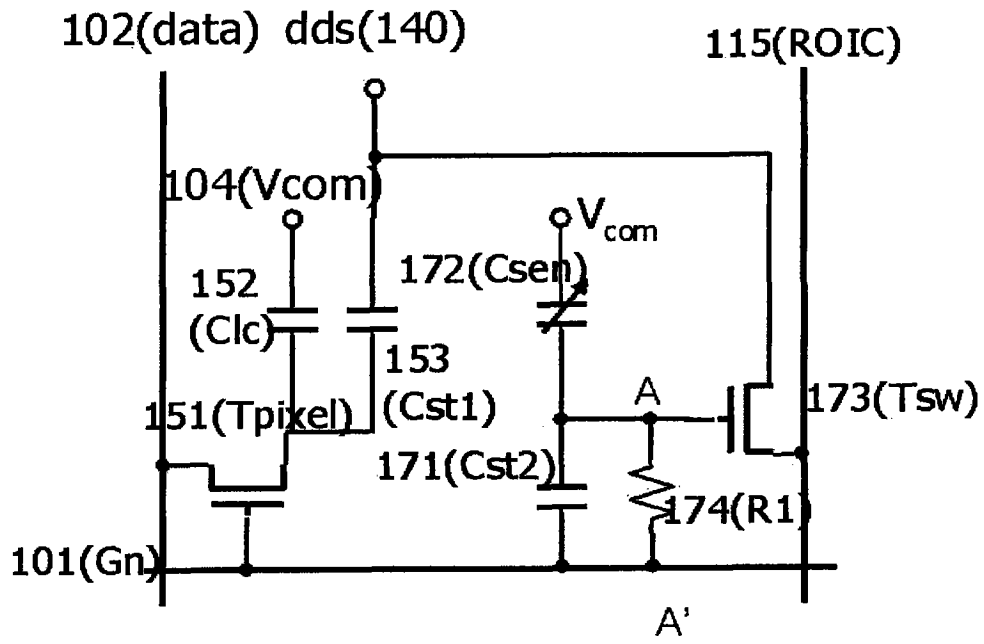 102(data) dds(140)
115(ROIC)
104(Vcom)
Vcom
172(Csen)
152
(Clc)
153
(Cst1)
A
173(Tsw)
151(Tpixel)
171(Cst2)
174(R1)
101(Gn)
A'